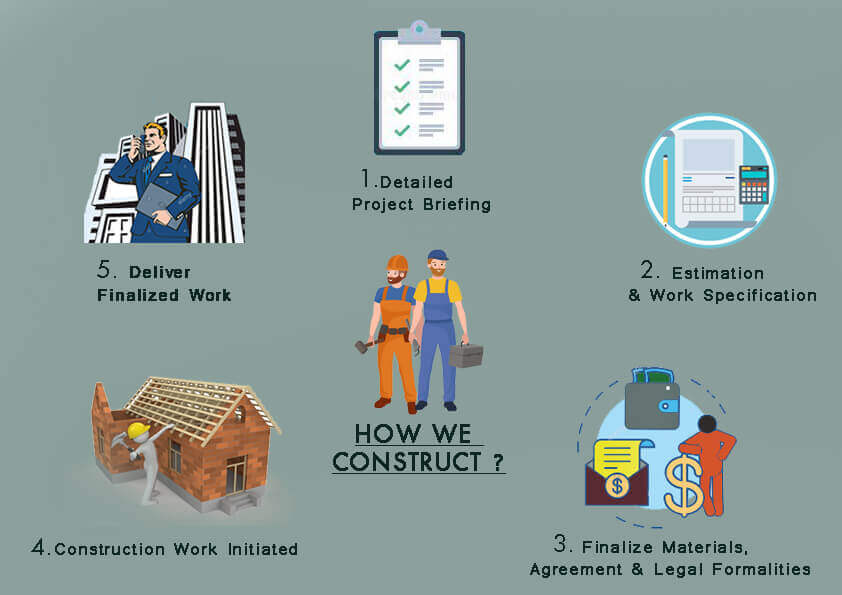 1.Detailed
Project Briefing
2. Estimation
& Work Specification
3. Finalize Materials,
Agreement & Legal Formalities
4.Construction Work Initiated
5. Deliver
Finalized Work
HOW WE
CONSTRUCT ?